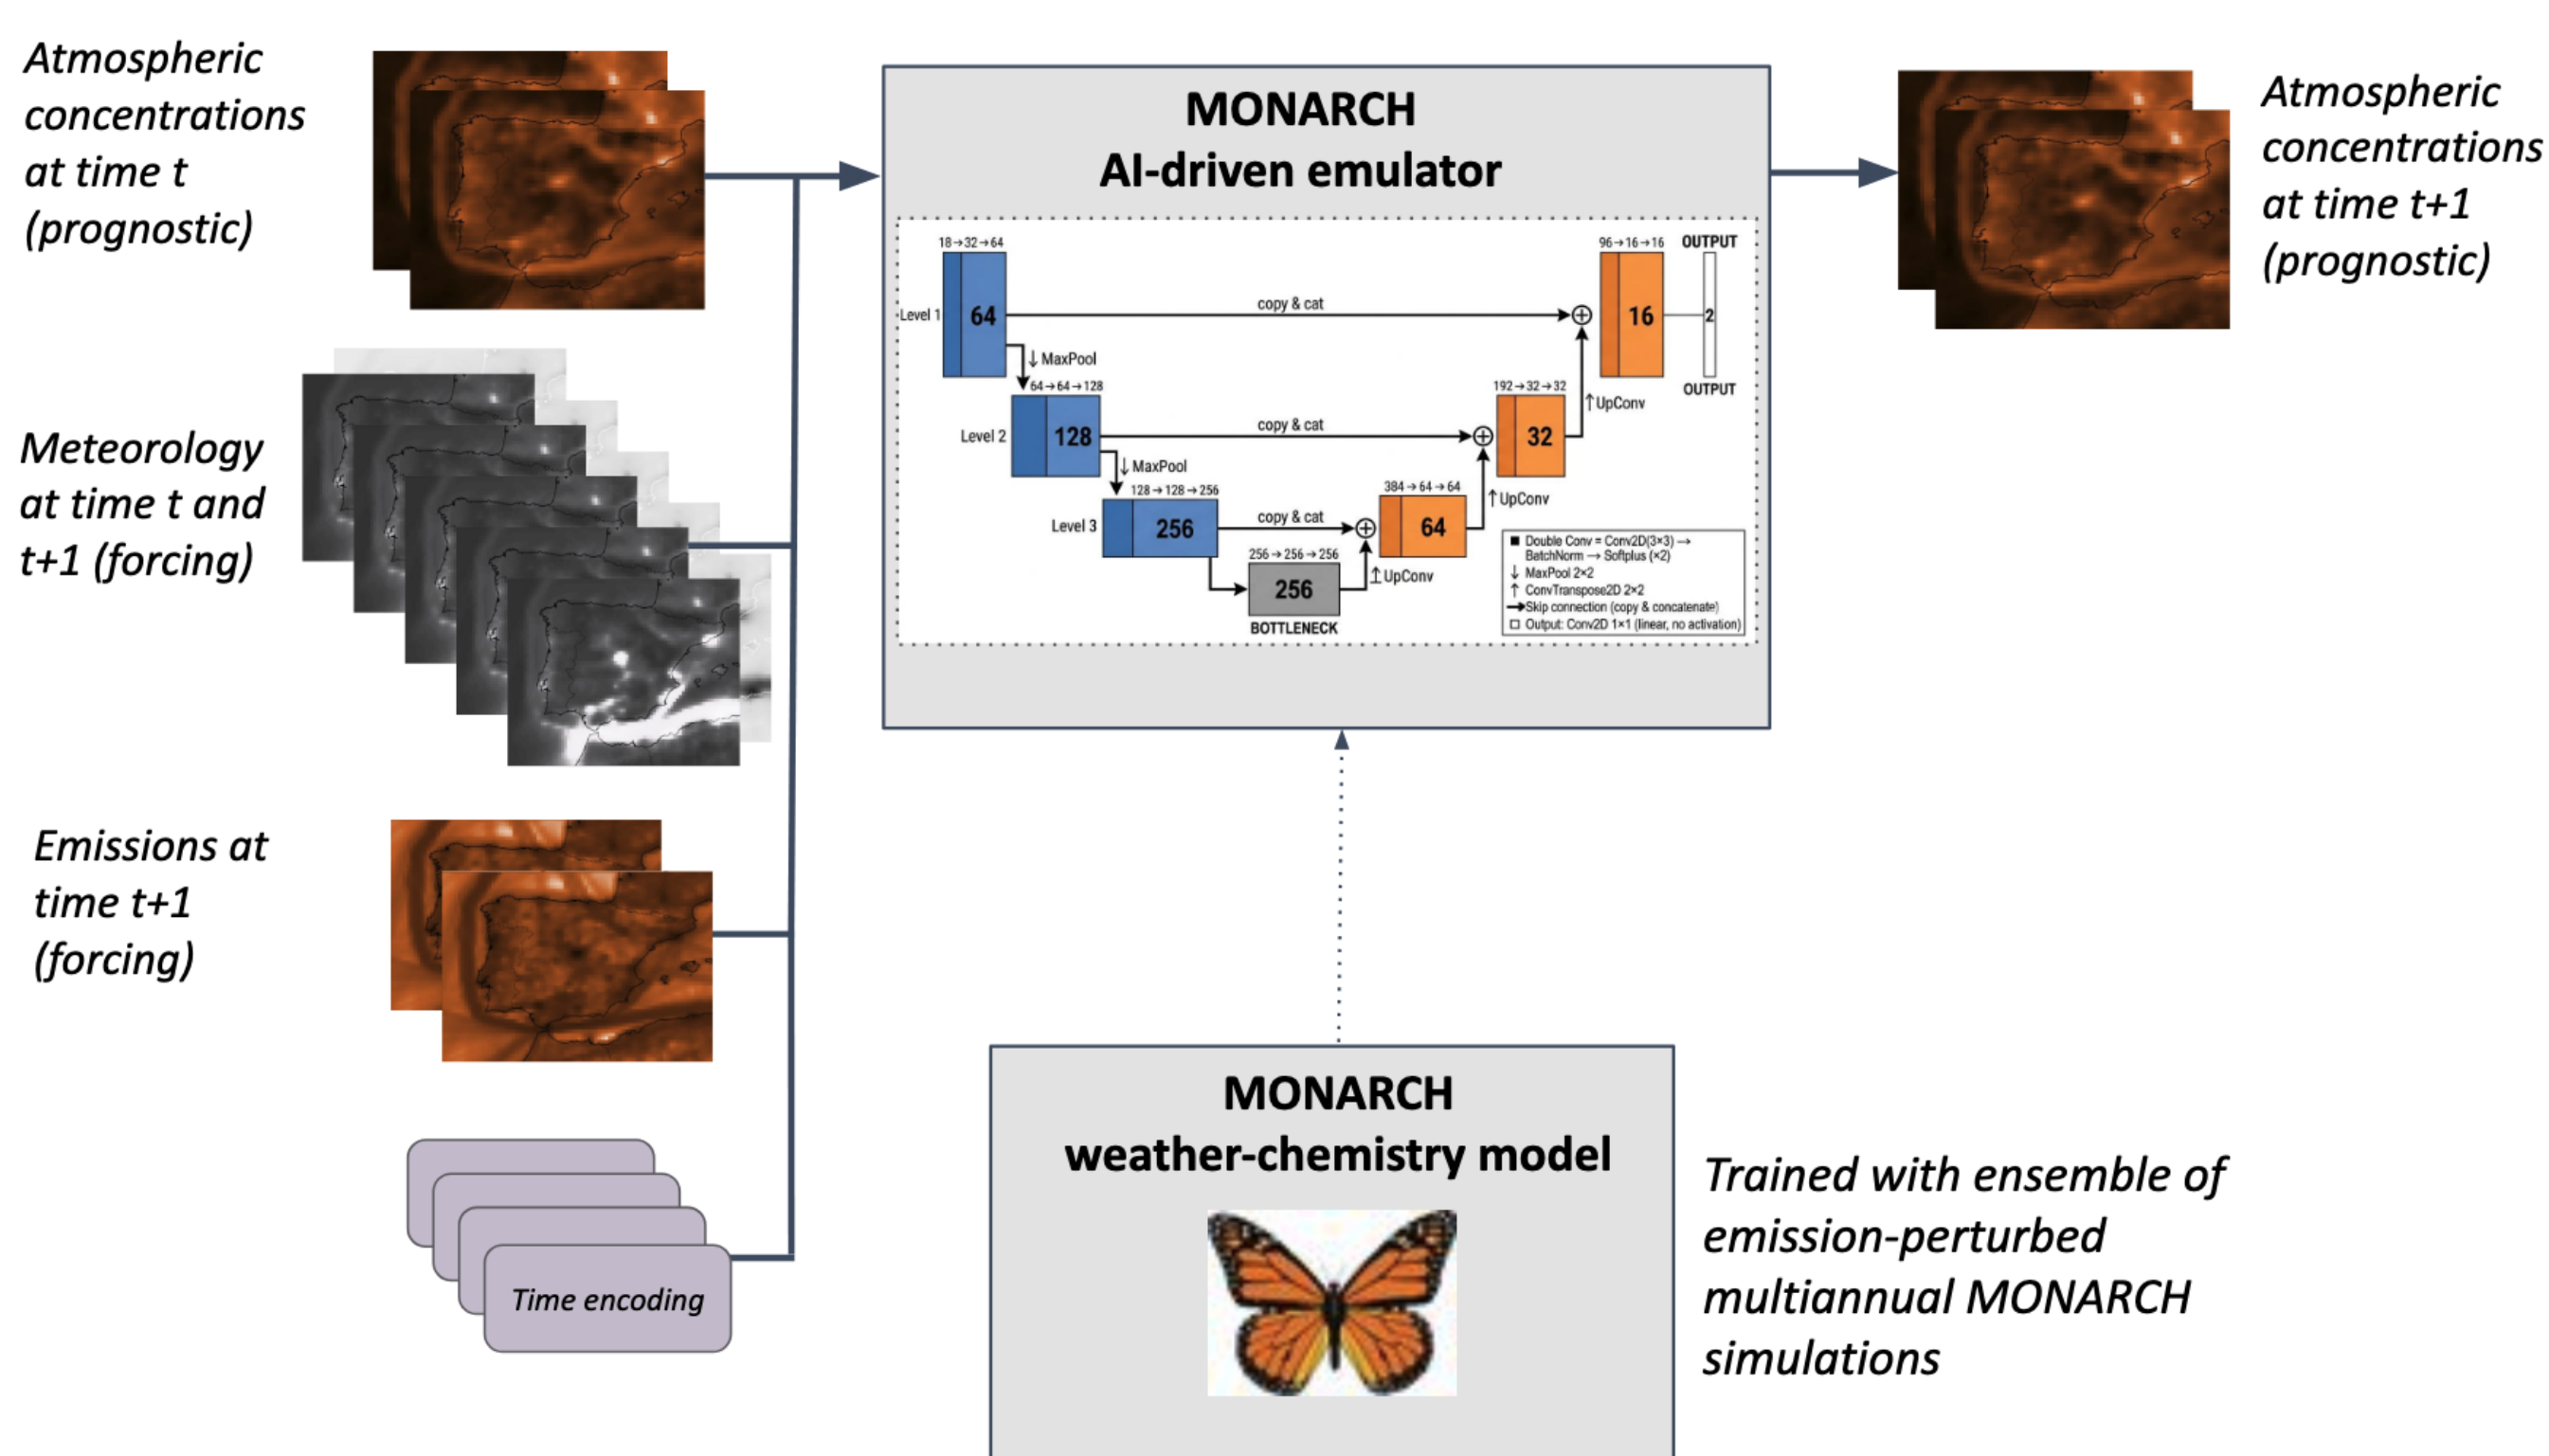 Atmospheric
concentrations
at time t
(prognostic)
Meteorology
at time t and
t+1 (forcing)
Emissions at
time t+1
(forcing)
Time encoding
MONARCH
AI-driven emulator
18→32→64
Level 1
64
copy & cat
96→16→16
16
OUTPUT
2
OUTPUT
↓ MaxPool
64→64→128
Level 2
128
copy & cat
192→32→32
32
↑UpConv
↓ MaxPool
128→128→256
Level 3
256
copy & cat
384→64→64
64
↑UpConv
256→256→256
256
BOTTLENECK
↑UpConv
■ Double Conv = Conv2D(3×3) →
BatchNorm → Softplus (×2)
↓ MaxPool 2×2
↑ ConvTranspose2D 2×2
→Skip connection (copy & concatenate)
□ Output: Conv2D 1×1 (linear, no activation)
Atmospheric
concentrations
at time t+1
(prognostic)
MONARCH
weather-chemistry model
Trained with ensemble of
emission-perturbed
multiannual MONARCH
simulations